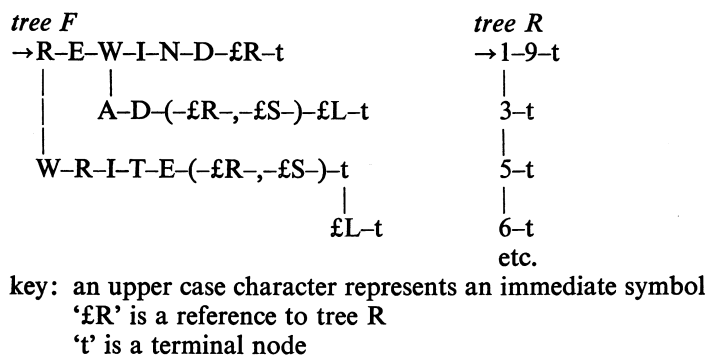 tree F tree R
→R–E–W–I–N–D–£R–t →1–9–t
A–D–(–£R–,–£S–)–£L–t 3–t
W–R–I–T–E–(–£R–,–£S–)–t 5–t
£L–t 6–t
etc.
key: an upper case character represents an immediate symbol
‘£R’ is a reference to tree R
‘t’ is a terminal node